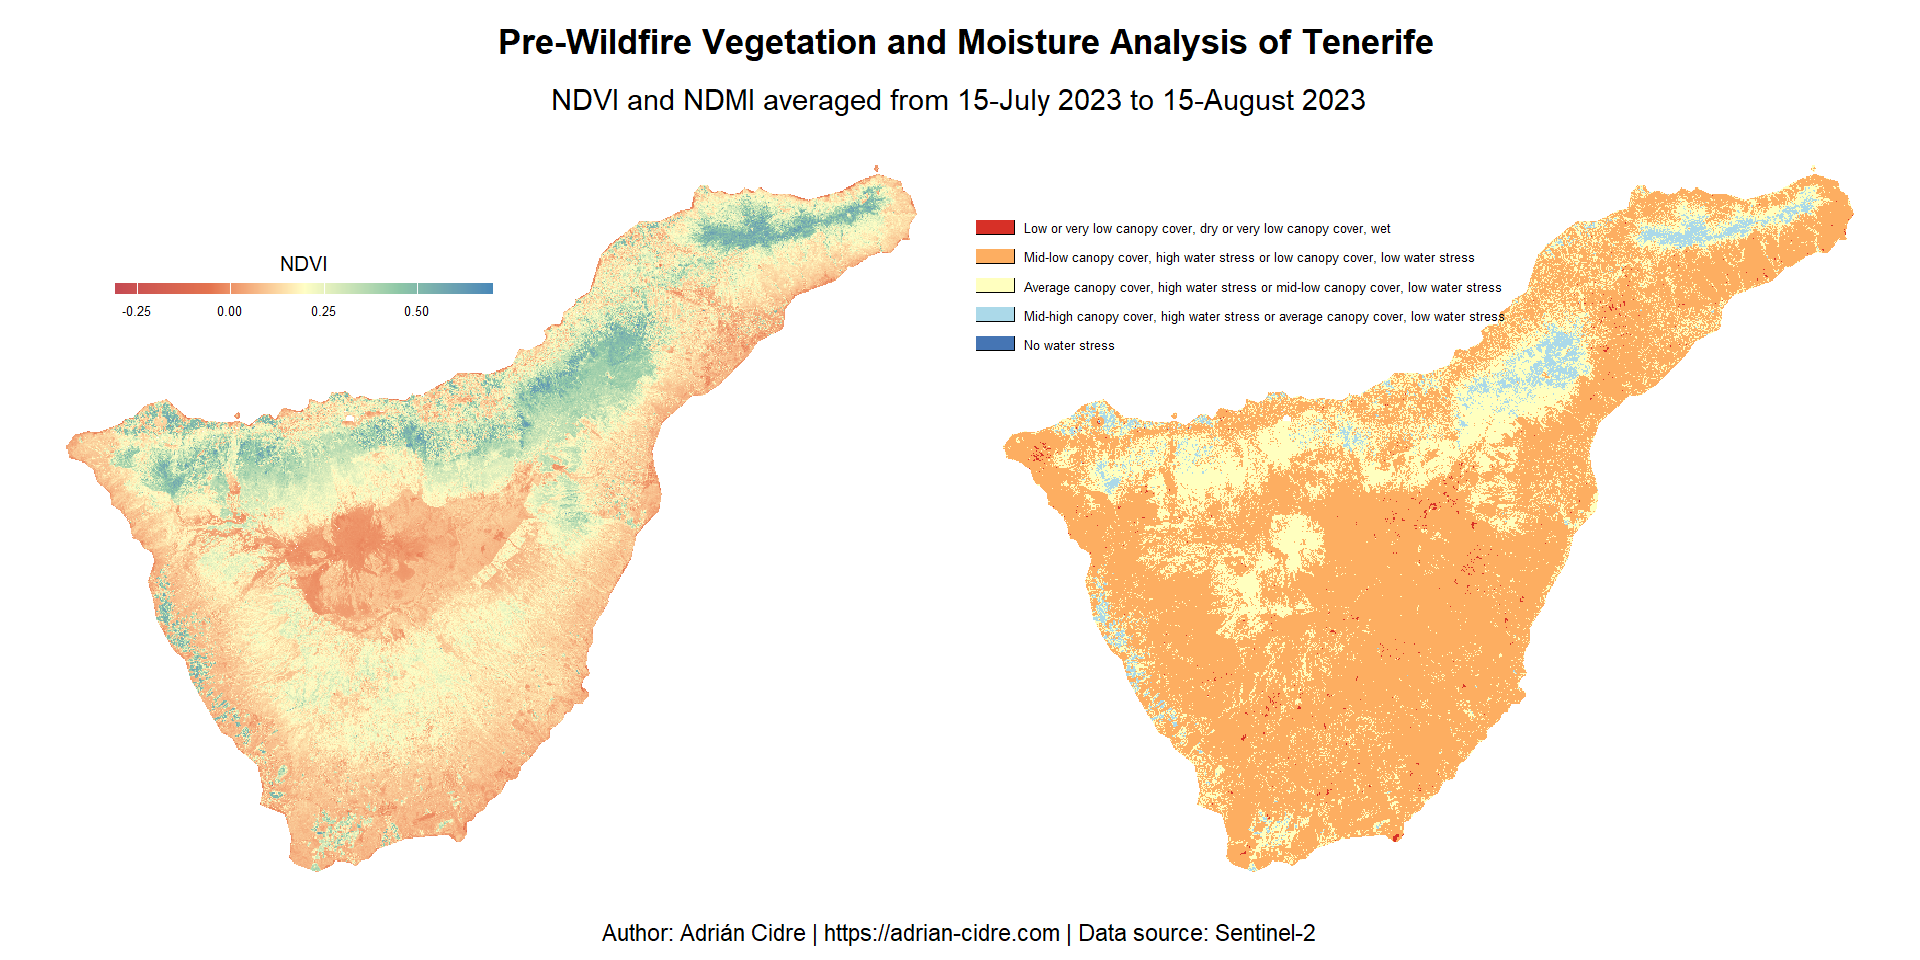 Pre-Wildfire Vegetation and Moisture Analysis of Tenerife
NDVI and NDMI averaged from 15-July 2023 to 15-August 2023
NDVI
-0.25 0.00 0.25 0.50
Low or very low canopy cover, dry or very low canopy cover, wet
Mid-low canopy cover, high water stress or low canopy cover, low water stress
Average canopy cover, high water stress or mid-low canopy cover, low water stress
Mid-high canopy cover, high water stress or average canopy cover, low water stress
No water stress
Author: Adrián Cidre | https://adrian-cidre.com | Data source: Sentinel-2